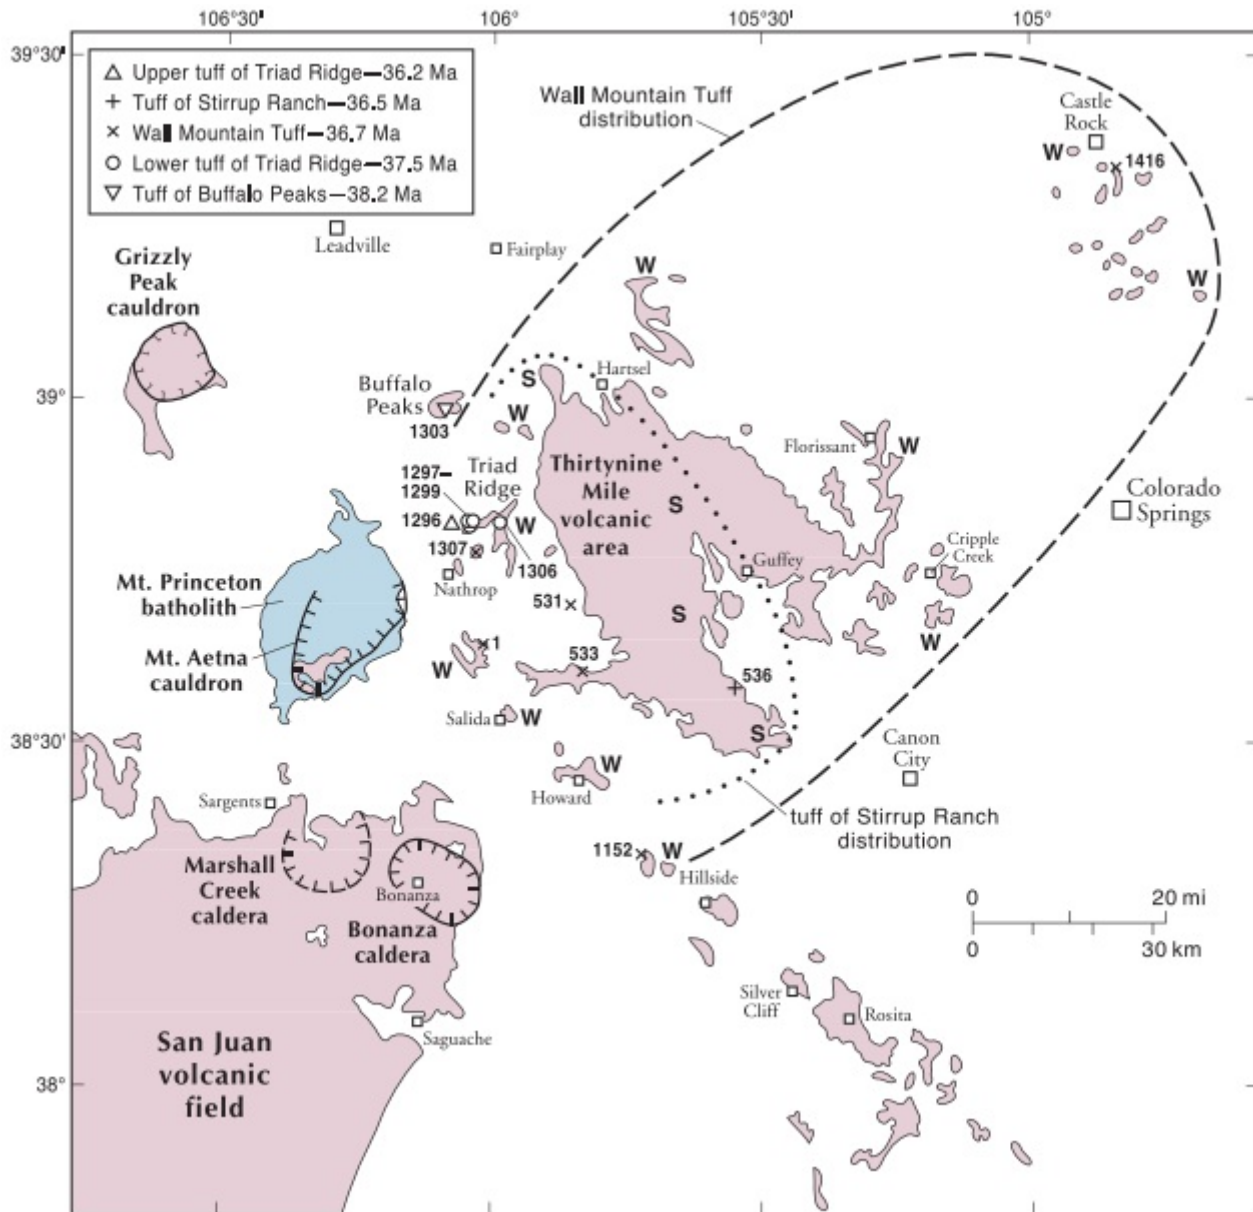 106°30'
106°
105°30'
105°
39°30'
△ Upper tuff of Triad Ridge—36.2 Ma
+ Tuff of Stirrup Ranch—36.5 Ma
× Wall Mountain Tuff—36.7 Ma
○ Lower tuff of Triad Ridge—37.5 Ma
▽ Tuff of Buffalo Peaks—38.2 Ma
Wall Mountain Tuff
distribution
Castle
Rock
W
1416
Leadville
Fairplay
Grizzly
Peak
cauldron
W
W
39°
Buffalo
Peaks
1303
S
Hartsel
W
Florissant
W
1297
1299
1296
1307
Triad
Ridge
W
1306
Nathrop
531
Thirtynine
Mile
volcanic
area
S
Guffey
S
Colorado
Springs
Cripple
Creek
W
Mt. Princeton
batholith
Mt. Aetna
cauldron
W
1
533
536
Salida
W
S
38°30'
Canon
City
Howard
W
tuff of Stirrup Ranch
distribution
Sargents
Marshall
Creek
caldera
Bonanza
Bonanza
caldera
1152
W
Hillside
0 20 mi
0 30 km
Silver
Cliff
Rosita
Saguache
San Juan
volcanic
field
38°